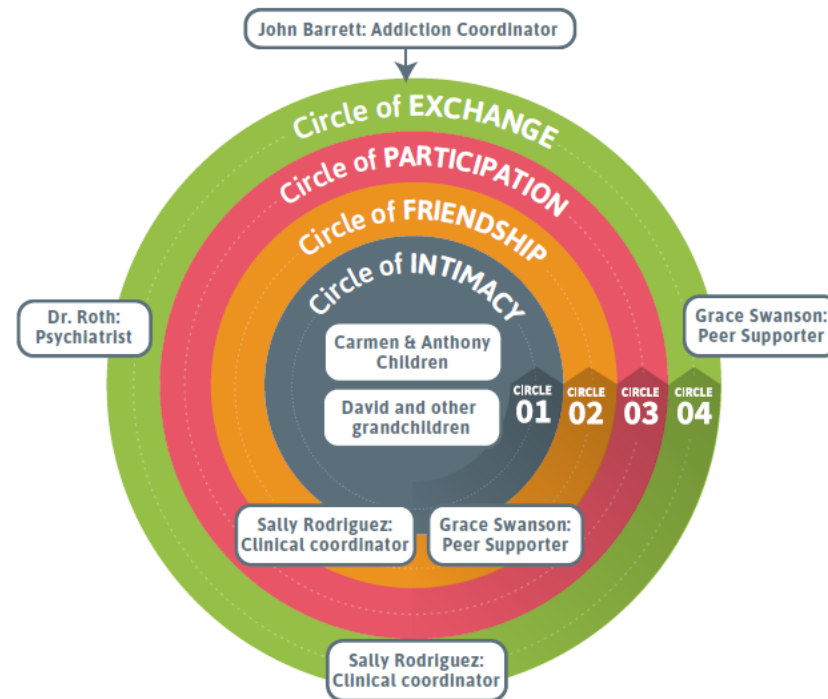 John Barrett: Addiction Coordinator
Circle of EXCHANGE
Circle of PARTICIPATION
Circle of FRIENDSHIP
Circle of INTIMACY
Dr. Roth:
Psychiatrist
Grace Swanson:
Peer Supporter
Carmen & Anthony
Children
David and other
grandchildren
CIRCLE
01
CIRCLE
02
CIRCLE
03
CIRCLE
04
Sally Rodriguez:
Clinical coordinator
Grace Swanson:
Peer Supporter
Sally Rodriguez:
Clinical coordinator